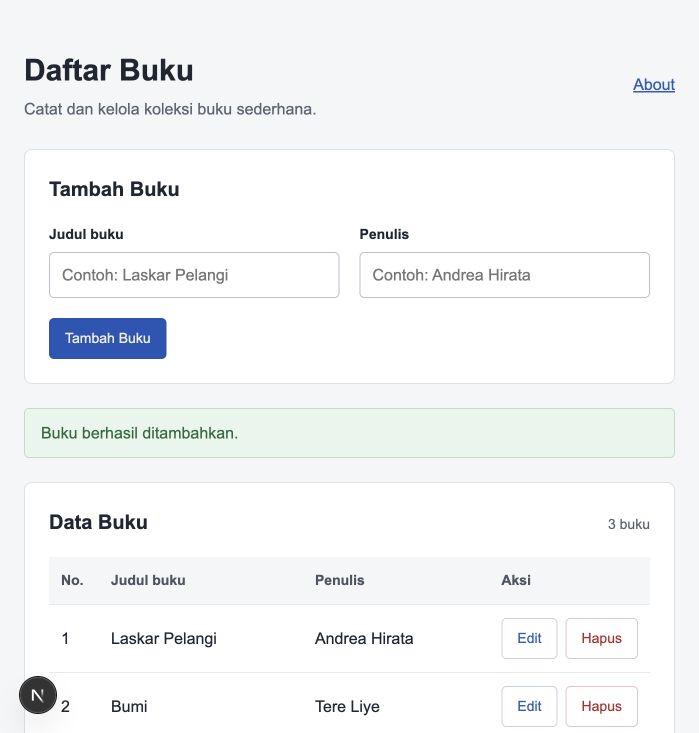 Daftar Buku
About
Catat dan kelola koleksi buku sederhana.
Tambah Buku
Judul buku Penulis
Contoh: Laskar Pelangi Contoh: Andrea Hirata
Tambah Buku
Buku berhasil ditambahkan.
Data Buku 3 buku
No. Judul buku Penulis Aksi
1 Laskar Pelangi Andrea Hirata Edit Hapus
N 2 Bumi Tere Liye Edit Hapus